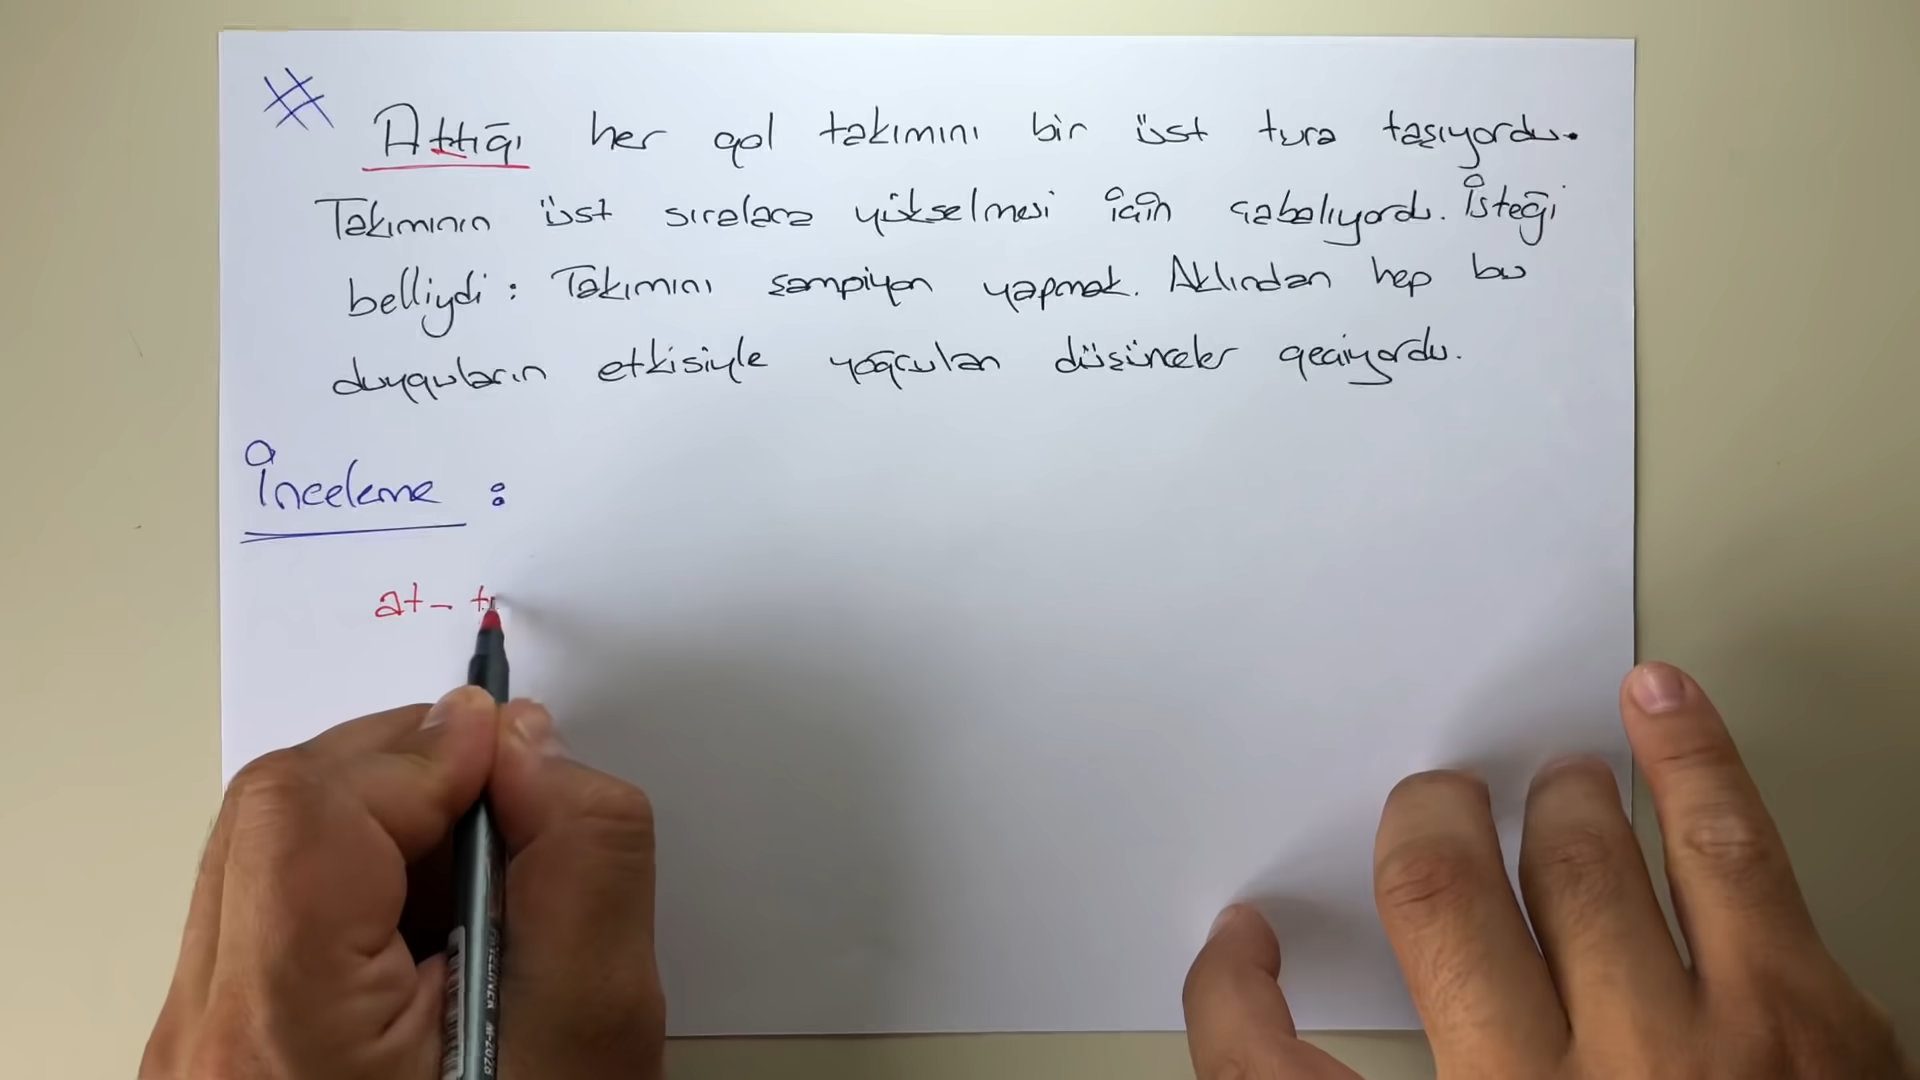 Attığı her gol takımını bir üst tura taşıyordu.
Takımının üst sıralara yükselmesi için çabalıyordu. İsteği
belliydi : Takımını şampiyon yapmak. Aklından hep bu
duyguların etkisiyle yoğrulan düşünceler geçiyordu.
İnceleme :
at- t